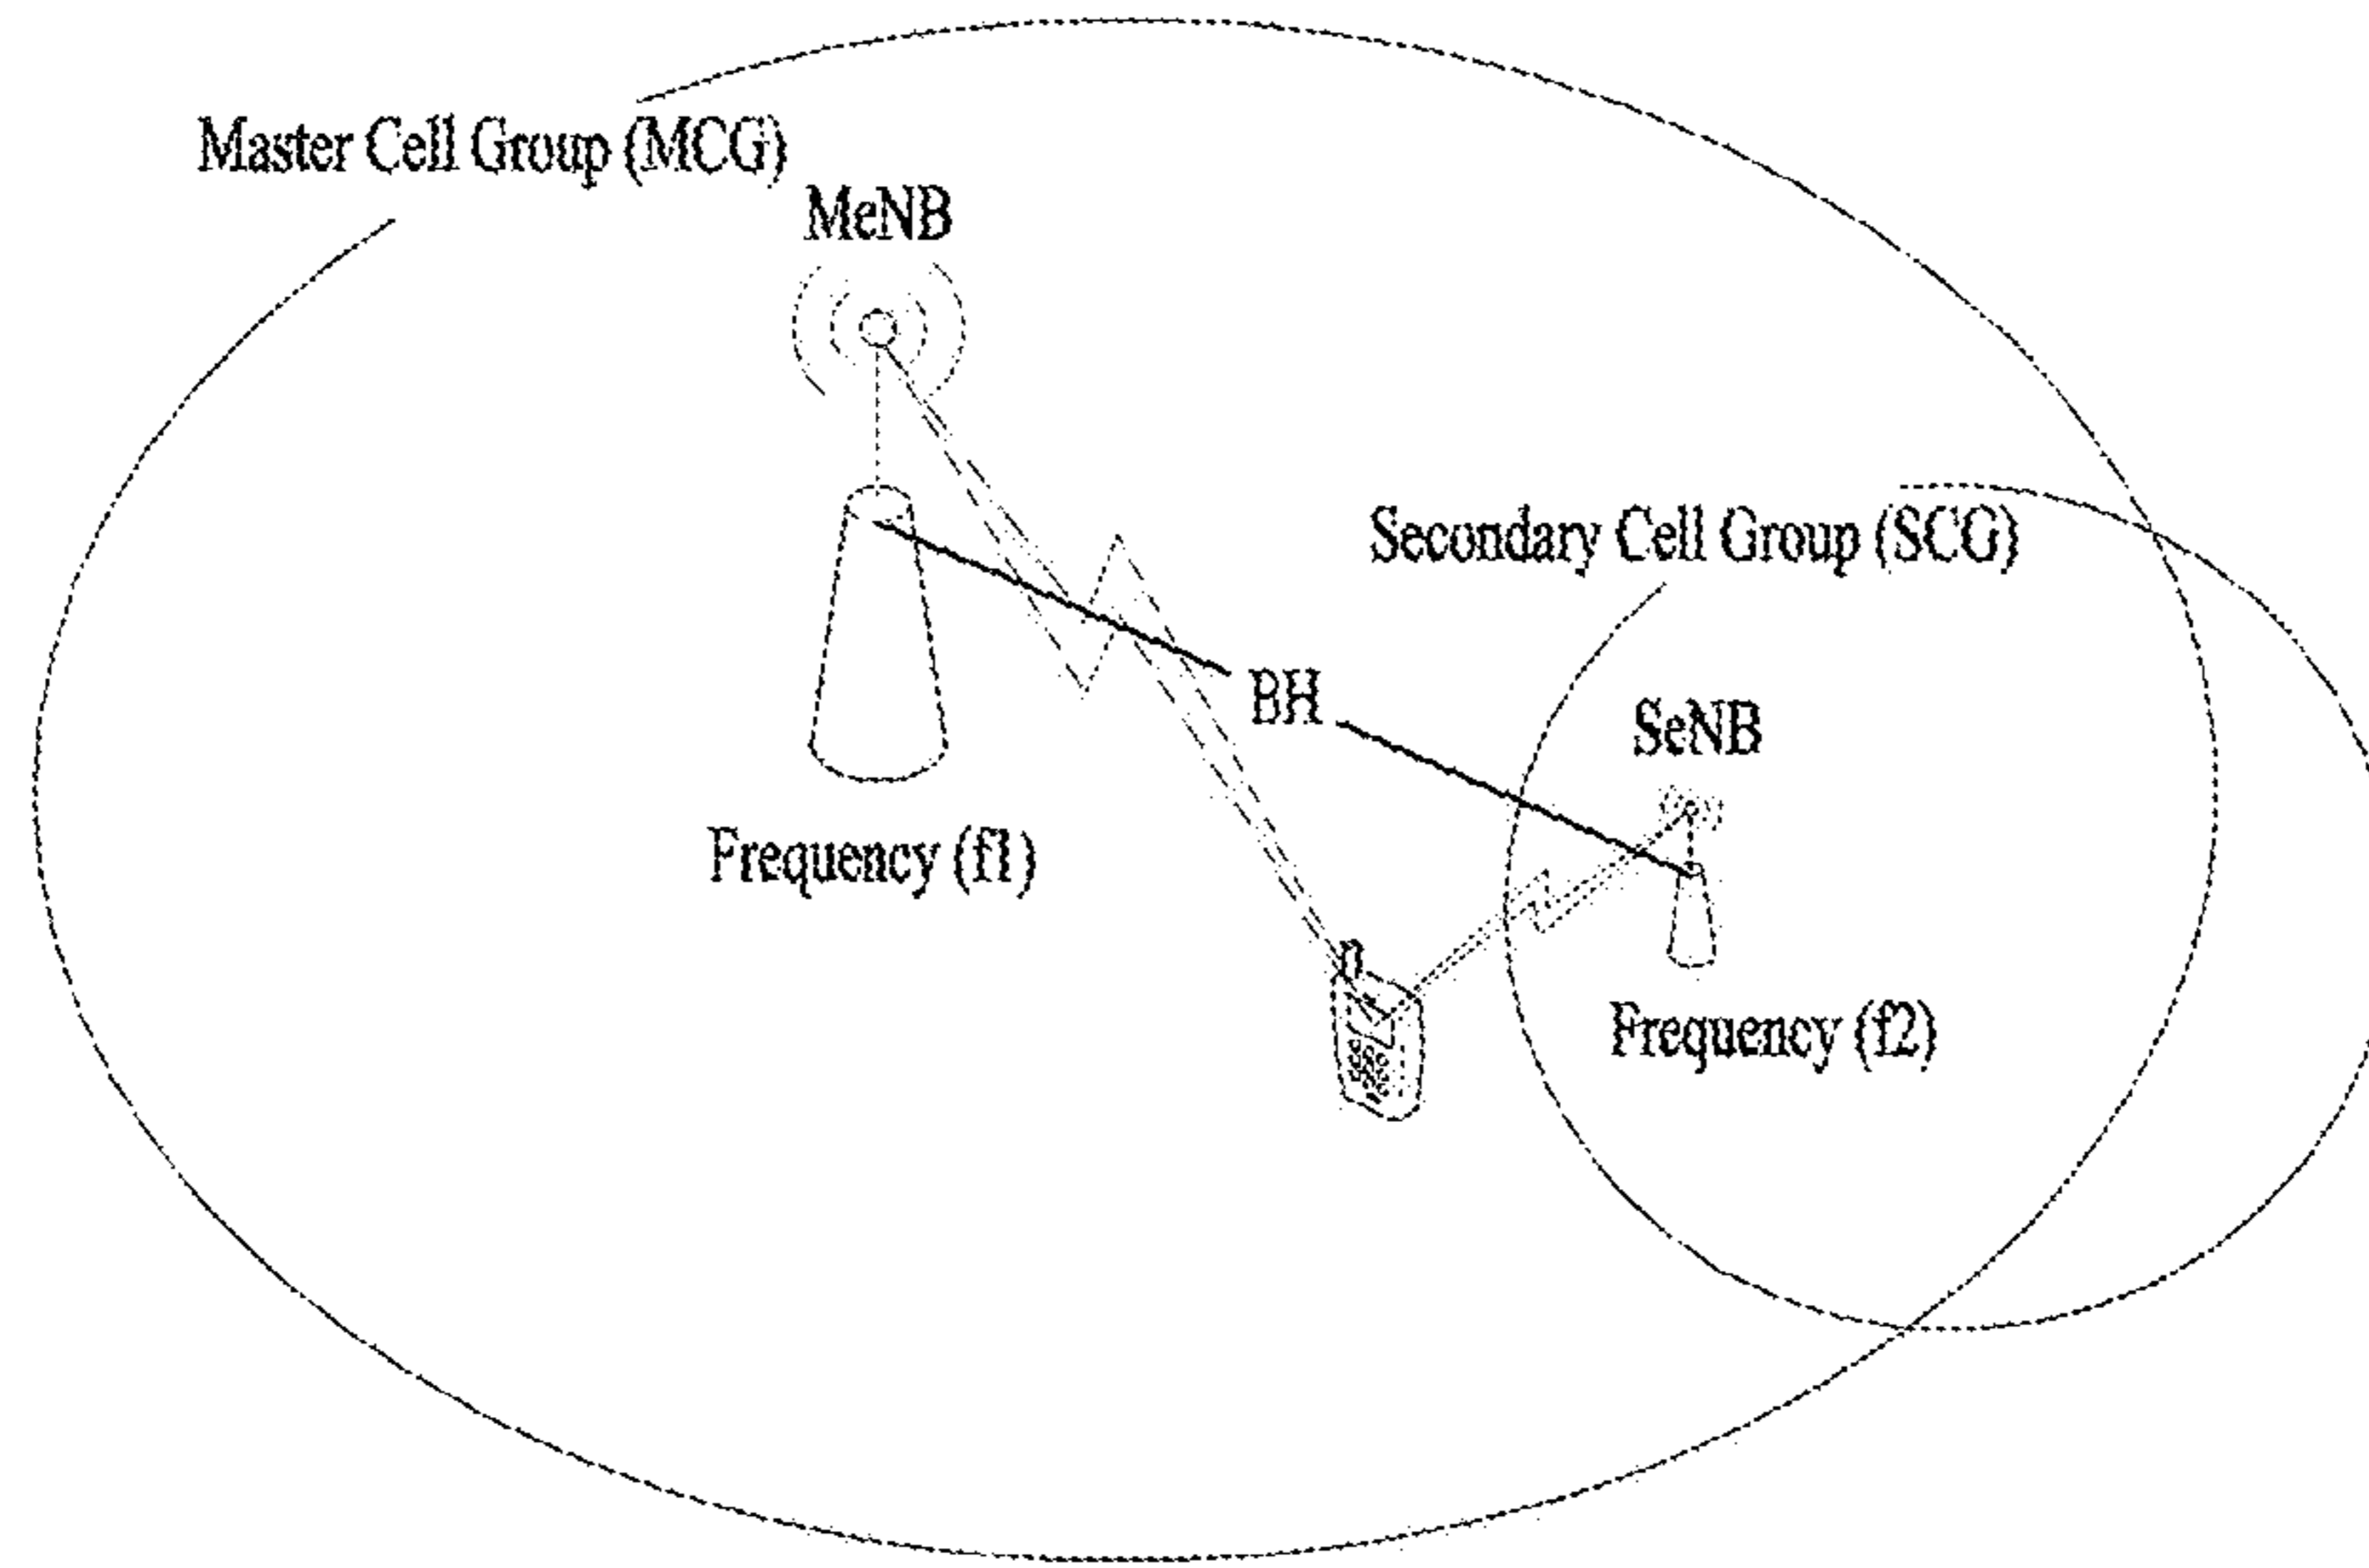 Master Cell Group (MCG)
MeNB
Secondary Cell Group (SCG)
BH
SeNB
Frequency (f1)
Frequency (f2)